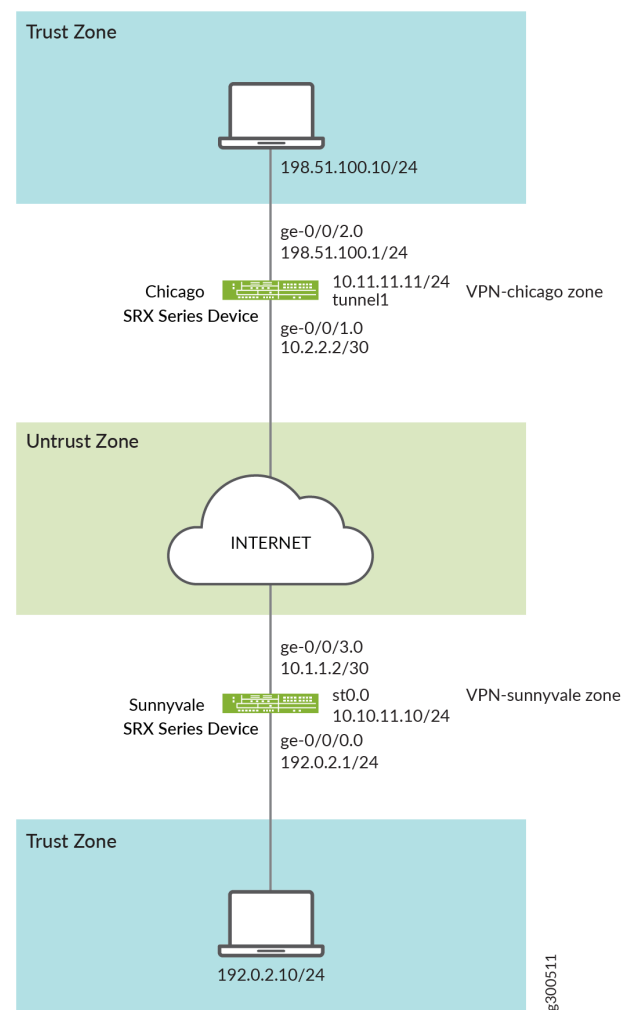 Trust Zone
198.51.100.10/24
ge-0/0/2.0
198.51.100.1/24
10.11.11.11/24
tunnel1
Chicago
SRX Series Device
VPN-chicago zone
ge-0/0/1.0
10.2.2.2/30
Untrust Zone
INTERNET
ge-0/0/3.0
10.1.1.2/30
st0.0
10.10.11.10/24
Sunnyvale
SRX Series Device
VPN-sunnyvale zone
ge-0/0/0.0
192.0.2.1/24
Trust Zone
192.0.2.10/24
g300511